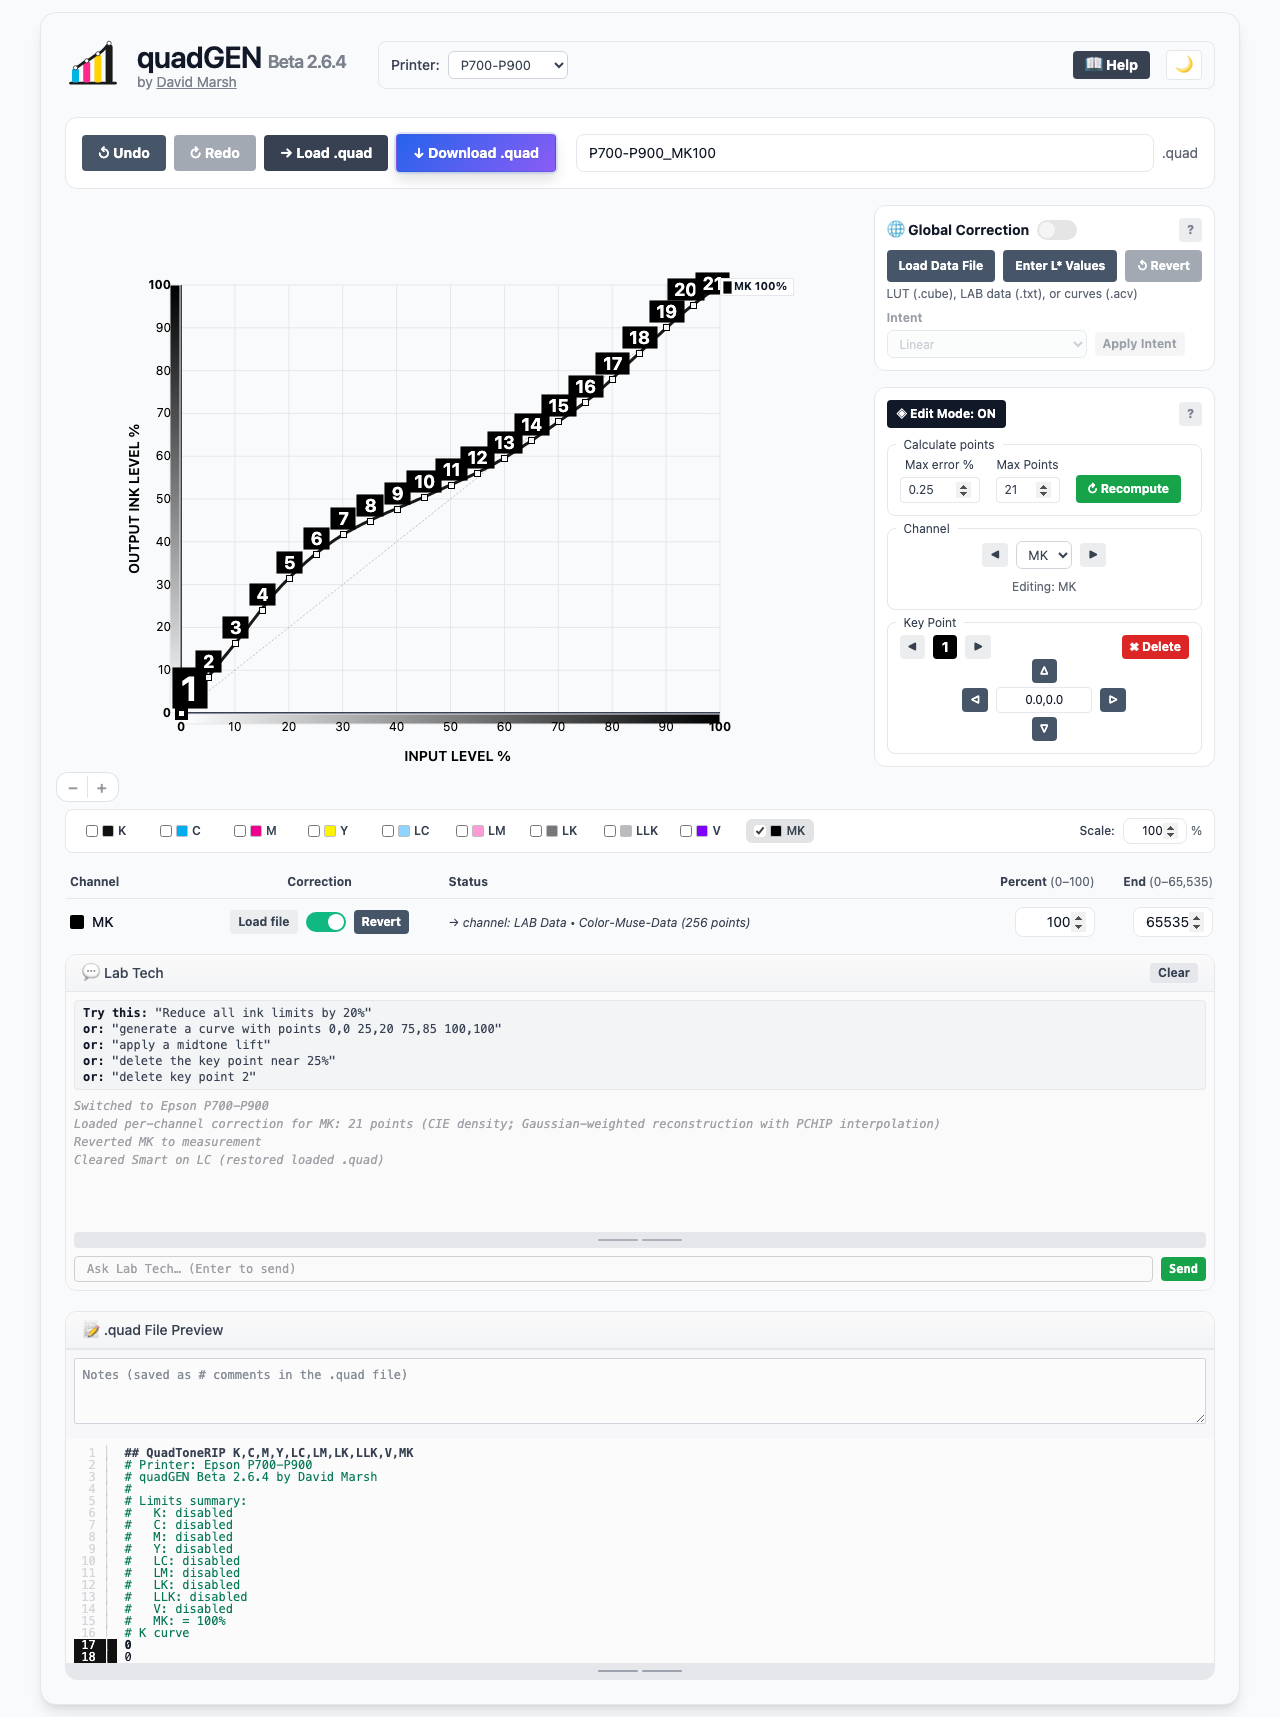 quadGEN Beta 2.6.4
by David Marsh
Printer: P700-P900
Help
Undo
Redo
→ Load .quad
↓ Download .quad
P700-P900_MK100
.quad
OUTPUT INK LEVEL %
100
90
80
70
60
50
40
30
20
10
0
1
2
3
4
5
6
7
8
9
10
11
12
13
14
15
16
17
18
19
20
21
MK 100%
0 10 20 30 40 50 60 70 80 90 100
INPUT LEVEL %
− +
Global Correction ?
Load Data File Enter L* Values Revert
LUT (.cube), LAB data (.txt), or curves (.acv)
Intent
Linear Apply Intent
◈ Edit Mode: ON ?
Calculate points
Max error % Max Points
0.25 21 Recompute
Channel
◄ MK ►
Editing: MK
Key Point
◄ 1 ► ✖ Delete
0.0,0.0
K C M Y LC LM LK LLK V MK Scale: 100 %
Channel Correction Status Percent (0–100) End (0–65,535)
MK Load file Revert → channel: LAB Data • Color-Muse-Data (256 points) 100 65535
Lab Tech Clear
Try this: "Reduce all ink limits by 20%"
or: "generate a curve with points 0,0 25,20 75,85 100,100"
or: "apply a midtone lift"
or: "delete the key point near 25%"
or: "delete key point 2"
Switched to Epson P700-P900
Loaded per-channel correction for MK: 21 points (CIE density; Gaussian-weighted reconstruction with PCHIP interpolation)
Reverted MK to measurement
Cleared Smart on LC (restored loaded .quad)
Ask Lab Tech… (Enter to send) Send
.quad File Preview
Notes (saved as # comments in the .quad file)
1 ## QuadToneRIP K,C,M,Y,LC,LM,LK,LLK,V,MK
2 # Printer: Epson P700-P900
3 # quadGEN Beta 2.6.4 by David Marsh
4 #
5 # Limits summary:
6 # K: disabled
7 # C: disabled
8 # M: disabled
9 # Y: disabled
10 # LC: disabled
11 # LM: disabled
12 # LK: disabled
13 # LLK: disabled
14 # V: disabled
15 # MK: = 100%
16 # K curve
17 0
18 0